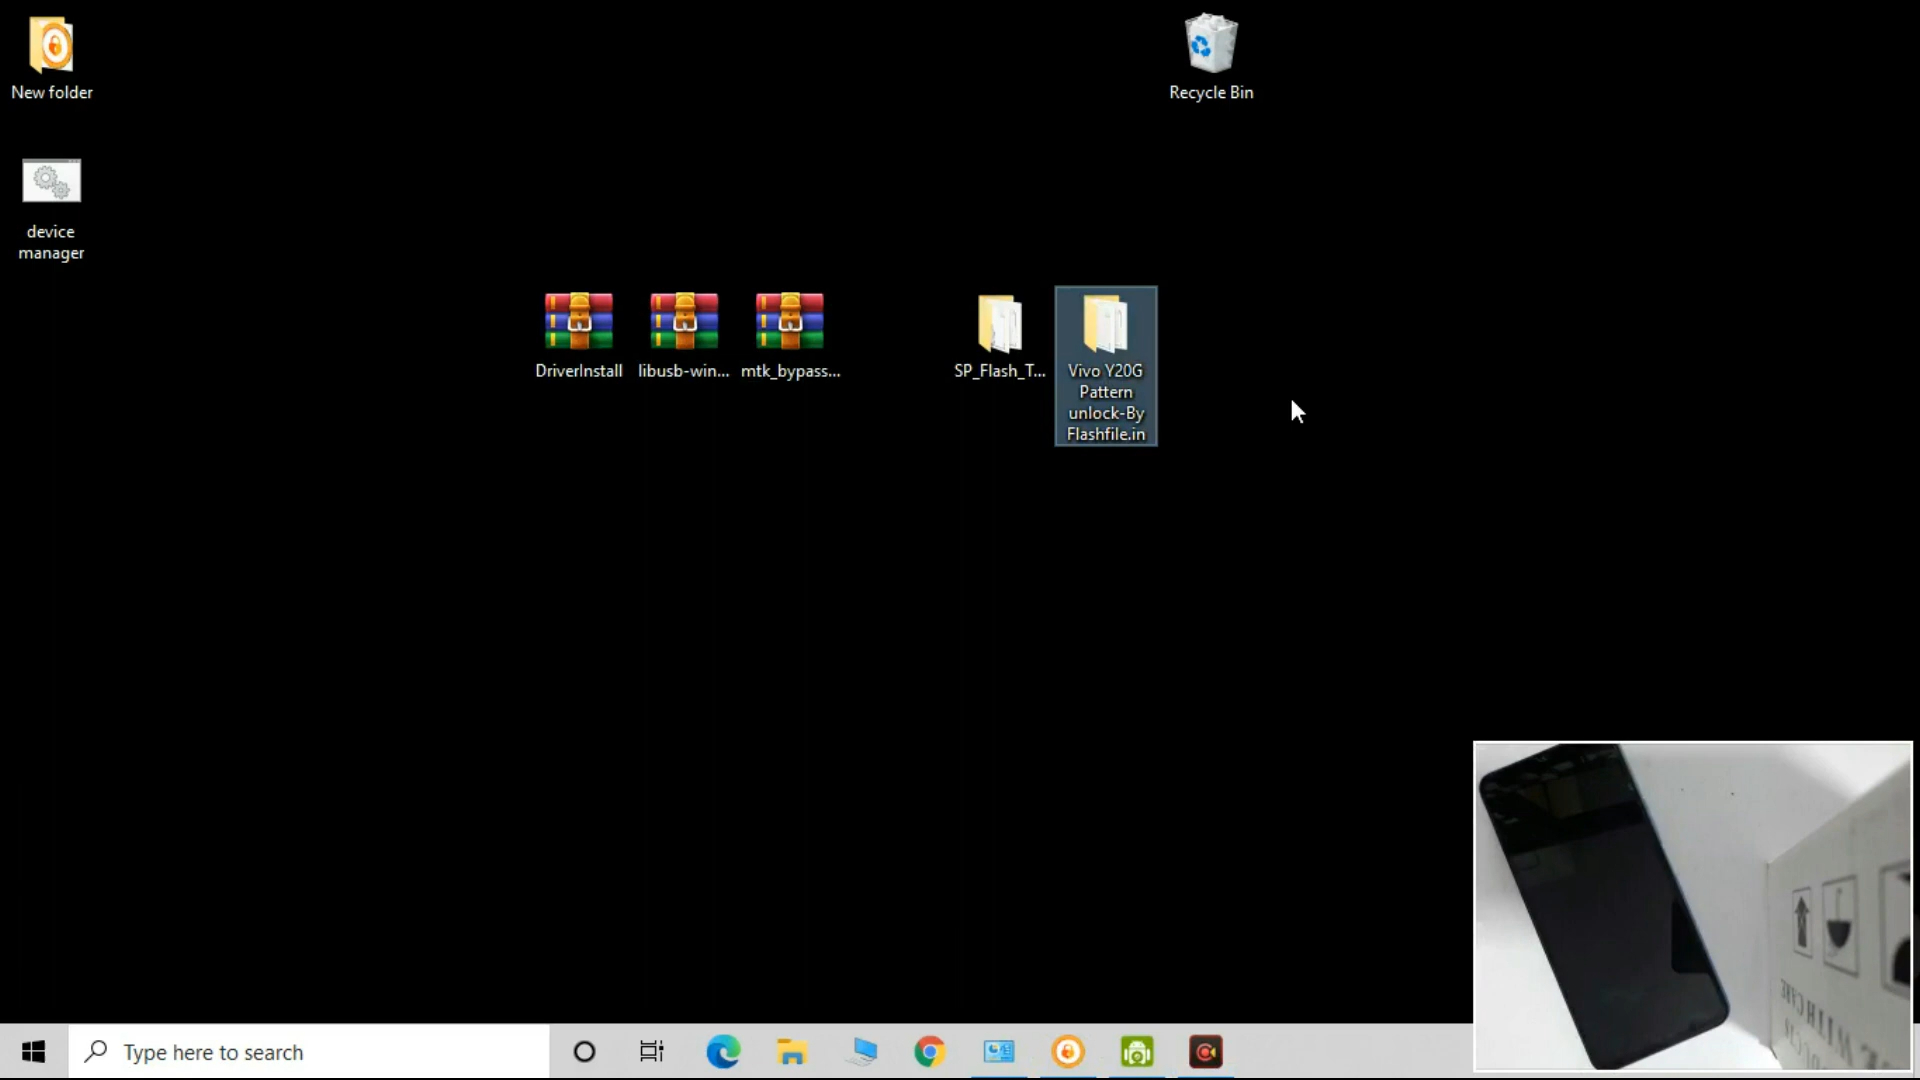 New folder
Recycle Bin
device
manager
DriverInstall
libusb-win...
mtk_bypass...
SP_Flash_T...
Vivo Y20G
Pattern
unlock-By
Flashfile.in
Type here to search